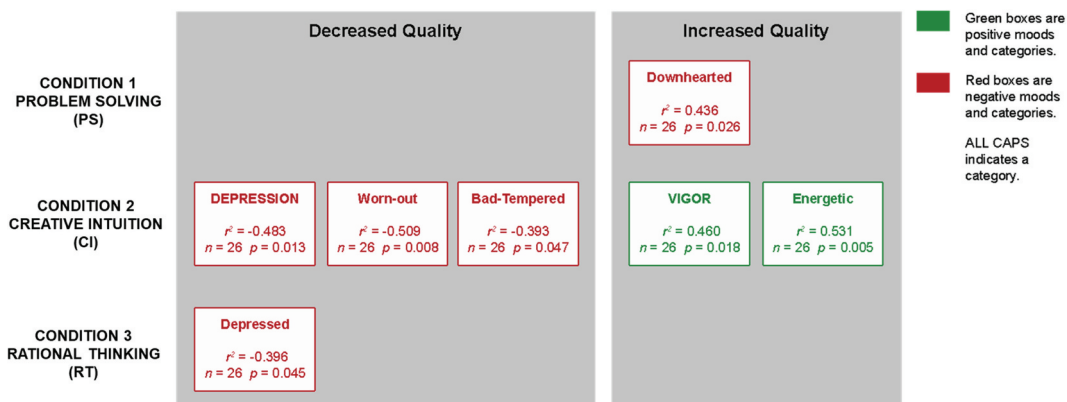 Decreased Quality
Increased Quality
Green boxes are
positive moods
and categories.
Red boxes are
negative moods
and categories.
ALL CAPS
indicates a
category.
CONDITION 1
PROBLEM SOLVING
(PS)
Downhearted
r² = 0.436
n = 26 p = 0.026
CONDITION 2
CREATIVE INTUITION
(CI)
DEPRESSION
r² = -0.483
n = 26 p = 0.013
Worn-out
r² = -0.509
n = 26 p = 0.008
Bad-Tempered
r² = -0.393
n = 26 p = 0.047
VIGOR
r² = 0.460
n = 26 p = 0.018
Energetic
r² = 0.531
n = 26 p = 0.005
CONDITION 3
RATIONAL THINKING
(RT)
Depressed
r² = -0.396
n = 26 p = 0.045